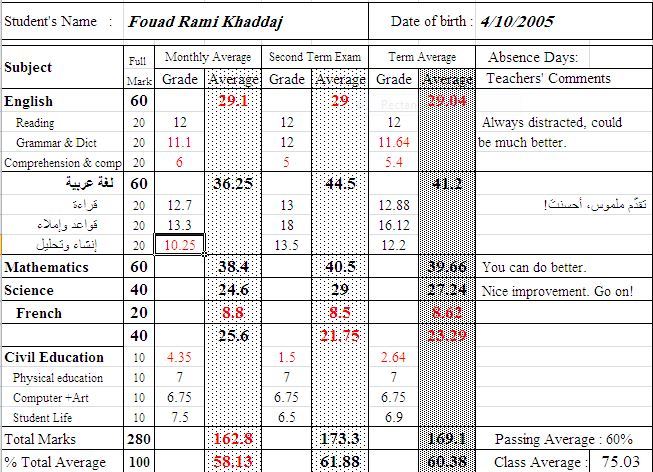 Student's Name : Fouad Rami Khaddaj Date of birth : 4/10/2005
Subject Full Mark Monthly Average Second Term Exam Term Average Absence Days:
Grade Average Grade Average Grade Average Teachers' Comments
English 60 29.1 29 29.04
Reading 20 12 12 12 Always distracted, could
Grammar & Dict 20 11.1 12 11.64 be much better.
Comprehension & comp 20 6 5 5.4
لغة عربية 60 36.25 44.5 41.2
قراءة 20 12.7 13 12.88 تقدّم ملموس، أحسنت!
قواعد وإملاء 20 13.3 18 16.12
إنشاء وتحليل 20 10.25 13.5 12.2
Mathematics 60 38.4 40.5 39.66 You can do better.
Science 40 24.6 29 27.24 Nice improvement. Go on!
French 20 8.8 8.5 8.62
40 25.6 21.75 23.29
Civil Education 10 4.35 1.5 2.64
Physical education 10 7 7 7
Computer +Art 10 6.75 6.75 6.75
Student Life 10 7.5 6.5 6.9
Total Marks 280 162.8 173.3 169.1 Passing Average : 60%
% Total Average 100 58.13 61.88 60.38 Class Average : 75.03